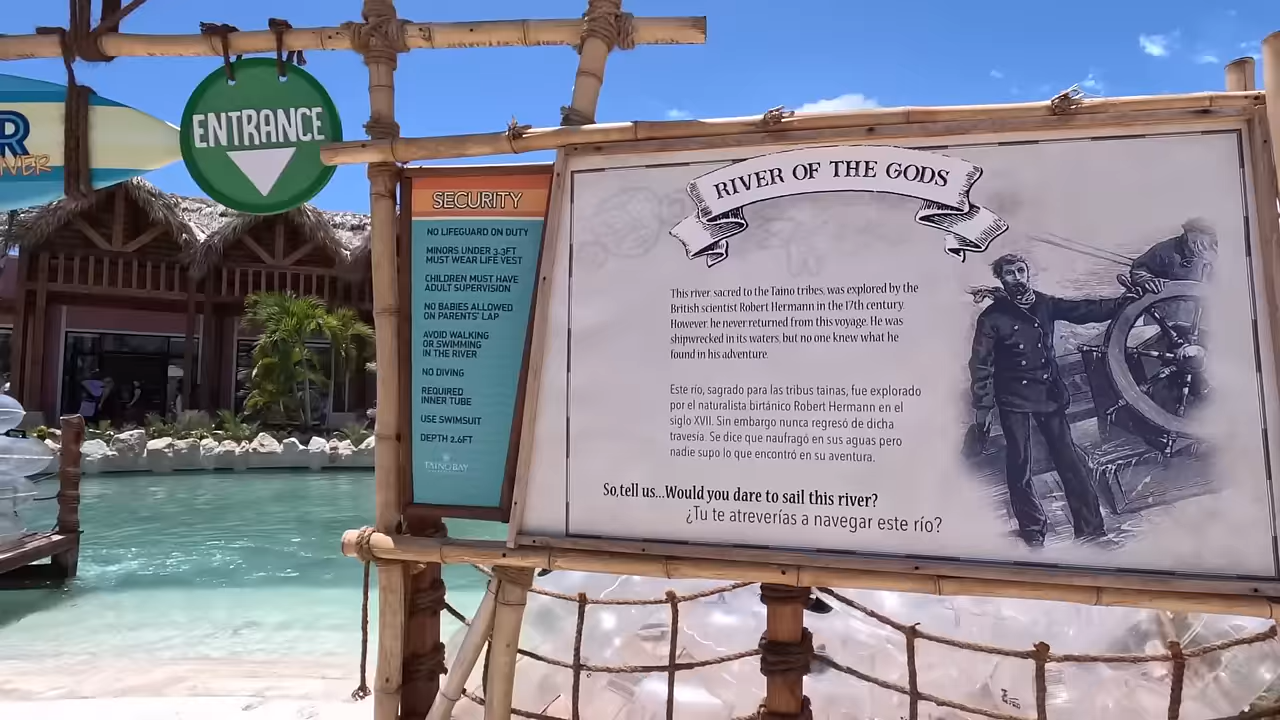 R
RIVER
ENTRANCE
SECURITY
NO LIFEGUARD ON DUTY
MINORS UNDER 3.3FT
MUST WEAR LIFE VEST
CHILDREN MUST HAVE
ADULT SUPERVISION
NO BABIES ALLOWED
ON PARENTS' LAP
AVOID WALKING
OR SWIMMING
IN THE RIVER
NO DIVING
REQUIRED
INNER TUBE
USE SWIMSUIT
DEPTH 2.6FT
TAINO BAY
RIVER OF THE GODS
This river sacred to the Taino tribes, was explored by the
British scientist Robert Hermann in the 17th century.
However, he never returned from this voyage. He was
shipwrecked in its waters, but no one knew what he
found in his adventure.
Este río, sagrado para las tribus tainas, fue explorado
por el naturalista birtánico Robert Hermann en el
siglo XVII. Sin embargo nunca regresó de dicha
travesía. Se dice que naufragó en sus aguas pero
nadie supo lo que encontró en su aventura.
So, tell us...Would you dare to sail this river?
¿Tu te atreverías a navegar este río?